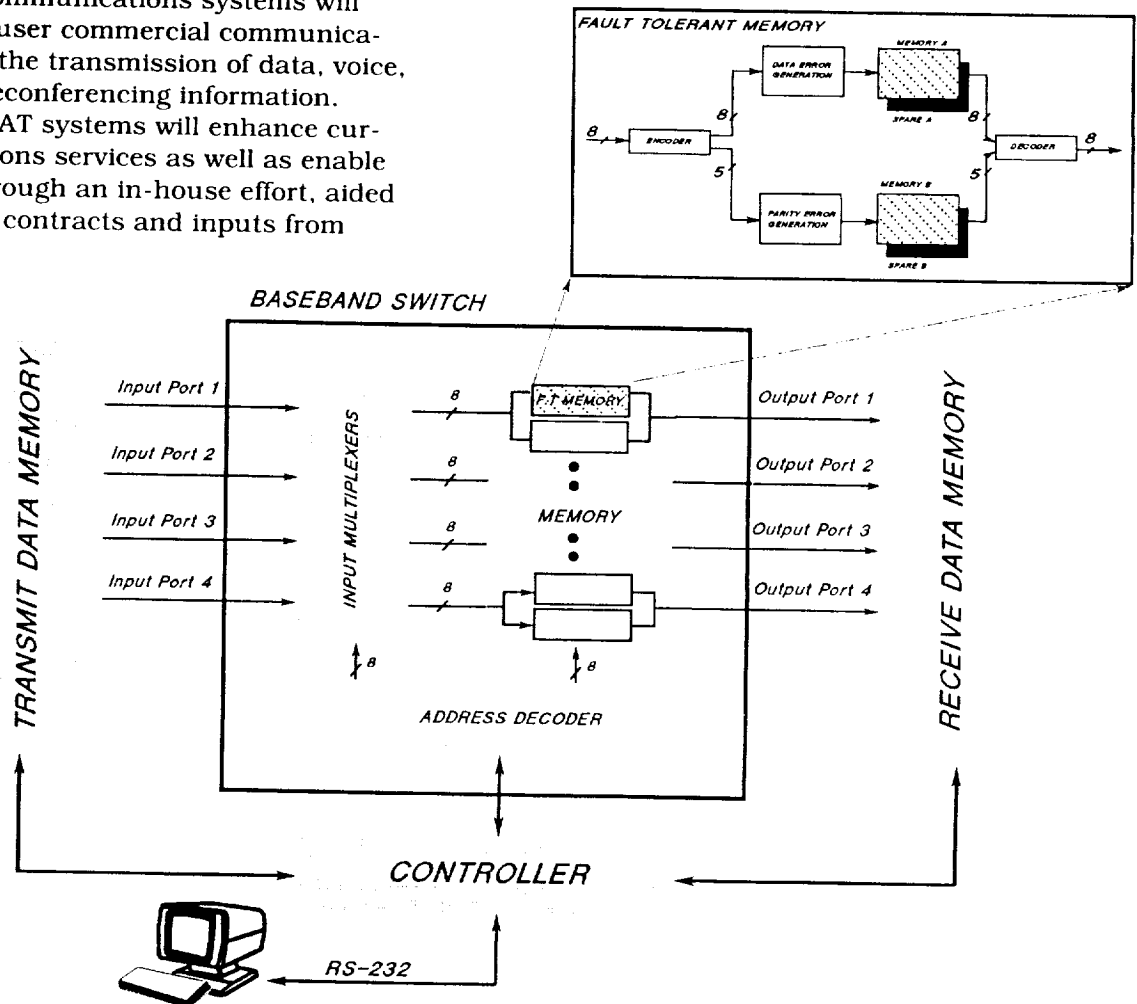 mmunications systems will
user commercial communica-
the transmission of data, voice,
econferencing information.
AT systems will enhance cur-
ons services as well as enable
rough an in-house effort, aided
contracts and inputs from
FAULT TOLERANT MEMORY
DATA ERROR
GENERATION
MEMORY A
SPARE A
8
8
8
ENCODER
DECODER
8
5
5
PARITY ERROR
GENERATION
MEMORY B
SPARE B
BASEBAND SWITCH
TRANSMIT DATA MEMORY
Input Port 1
Input Port 2
Input Port 3
Input Port 4
INPUT MULTIPLEXERS
8
8
8
8
8
F.T MEMORY
MEMORY
8
ADDRESS DECODER
Output Port 1
Output Port 2
Output Port 3
Output Port 4
RECEIVE DATA MEMORY
CONTROLLER
RS-232